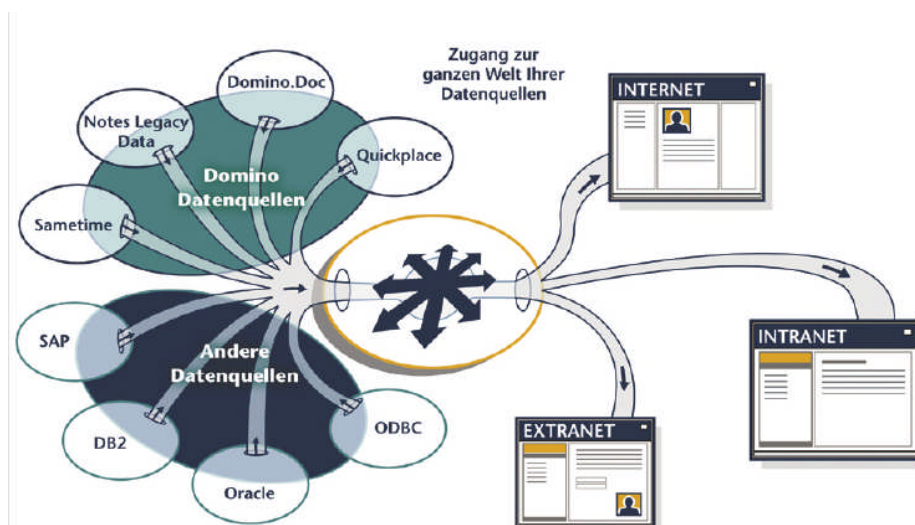 Zugang zur
ganzen Welt Ihrer
Datenquellen
Domino.Doc
Notes Legacy
Data
Quickplace
Domino
Datenquellen
Sametime
SAP
Andere
Datenquellen
DB2
Oracle
ODBC
INTERNET
INTRANET
EXTRANET